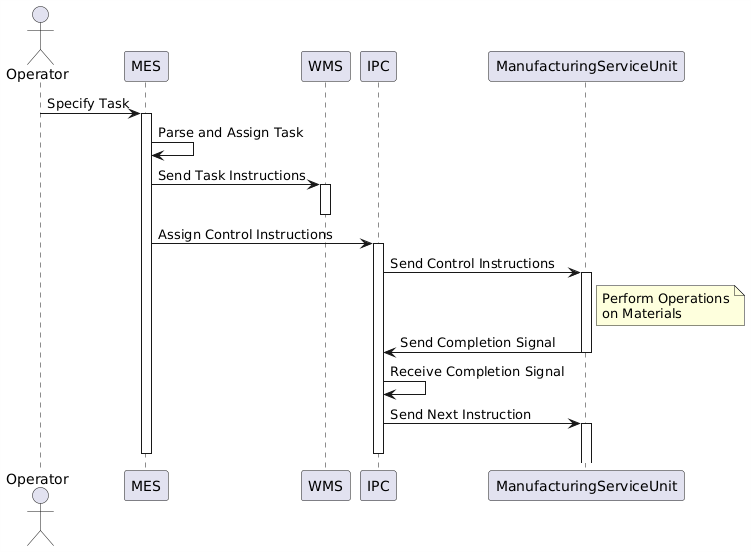 Operator
MES
WMS
IPC
ManufacturingServiceUnit
Specify Task
Parse and Assign Task
Send Task Instructions
Assign Control Instructions
Send Control Instructions
Perform Operations
on Materials
Send Completion Signal
Receive Completion Signal
Send Next Instruction
Operator
MES
WMS
IPC
ManufacturingServiceUnit